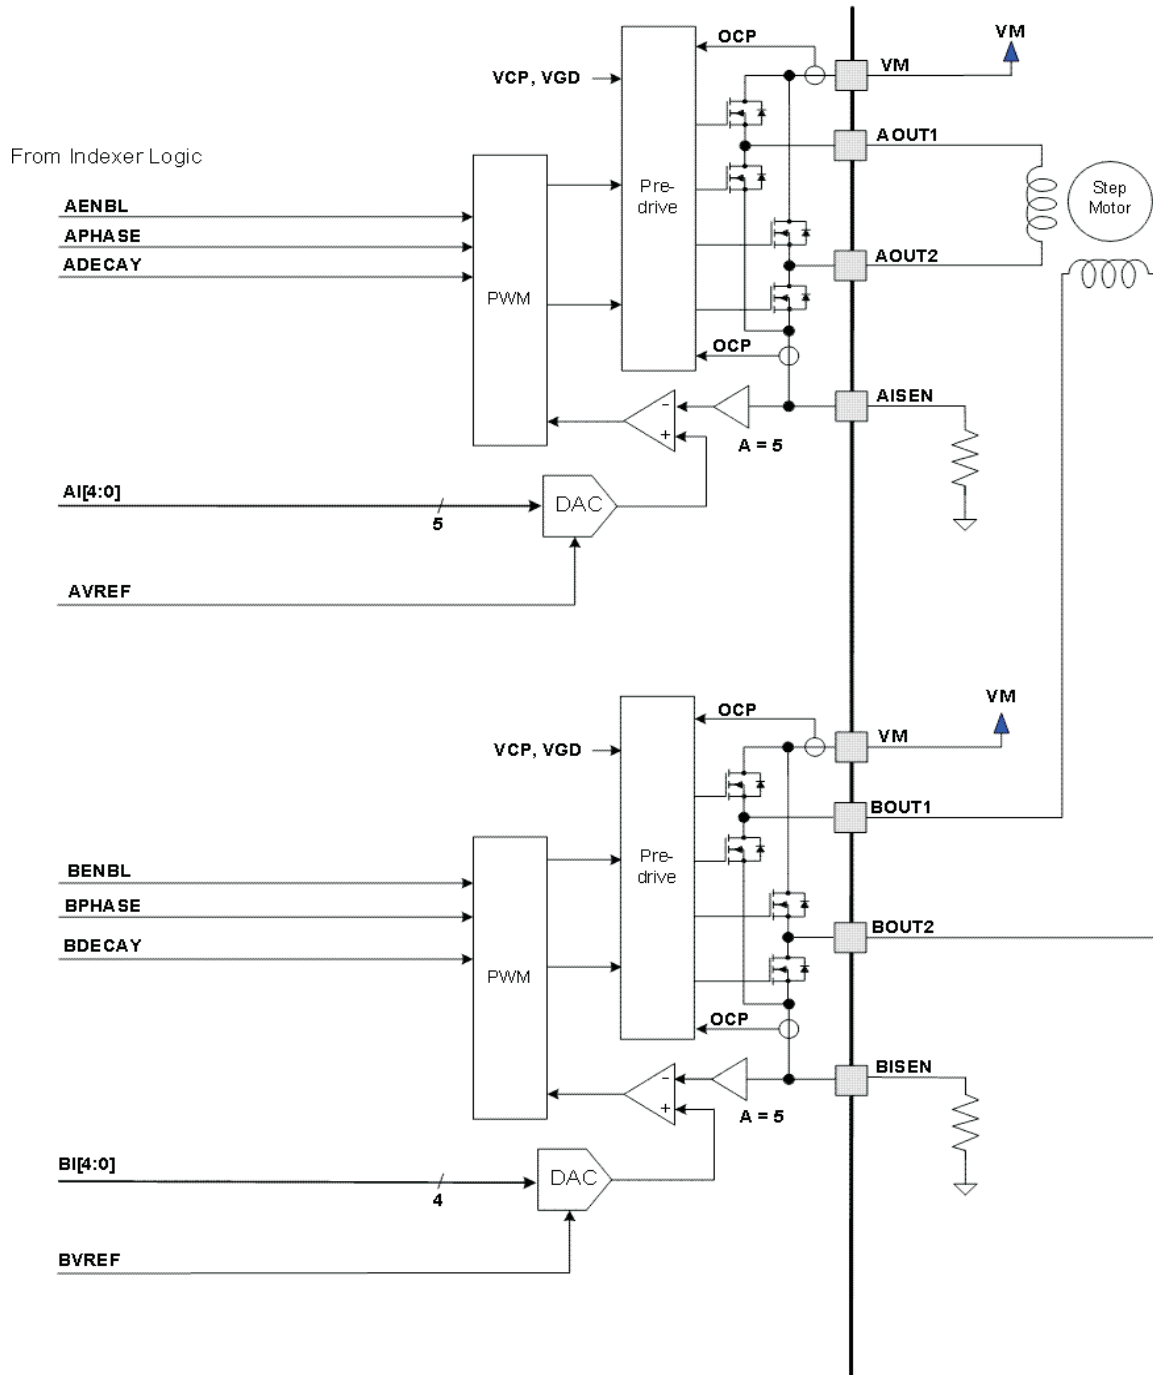 OCP
VM
VCP, VGD
VM
AOUT1
From Indexer Logic
AENBL
APHASE
ADECAY
PWM
Pre-
drive
Step
Motor
AOUT2
OCP
AISEN
-
+
A = 5
AI[4:0]
5
DAC
AVREF
OCP
VM
VCP, VGD
VM
BOUT1
BENBL
BPHASE
BDECAY
PWM
Pre-
drive
BOUT2
OCP
BISEN
-
+
A = 5
BI[4:0]
4
DAC
BVREF